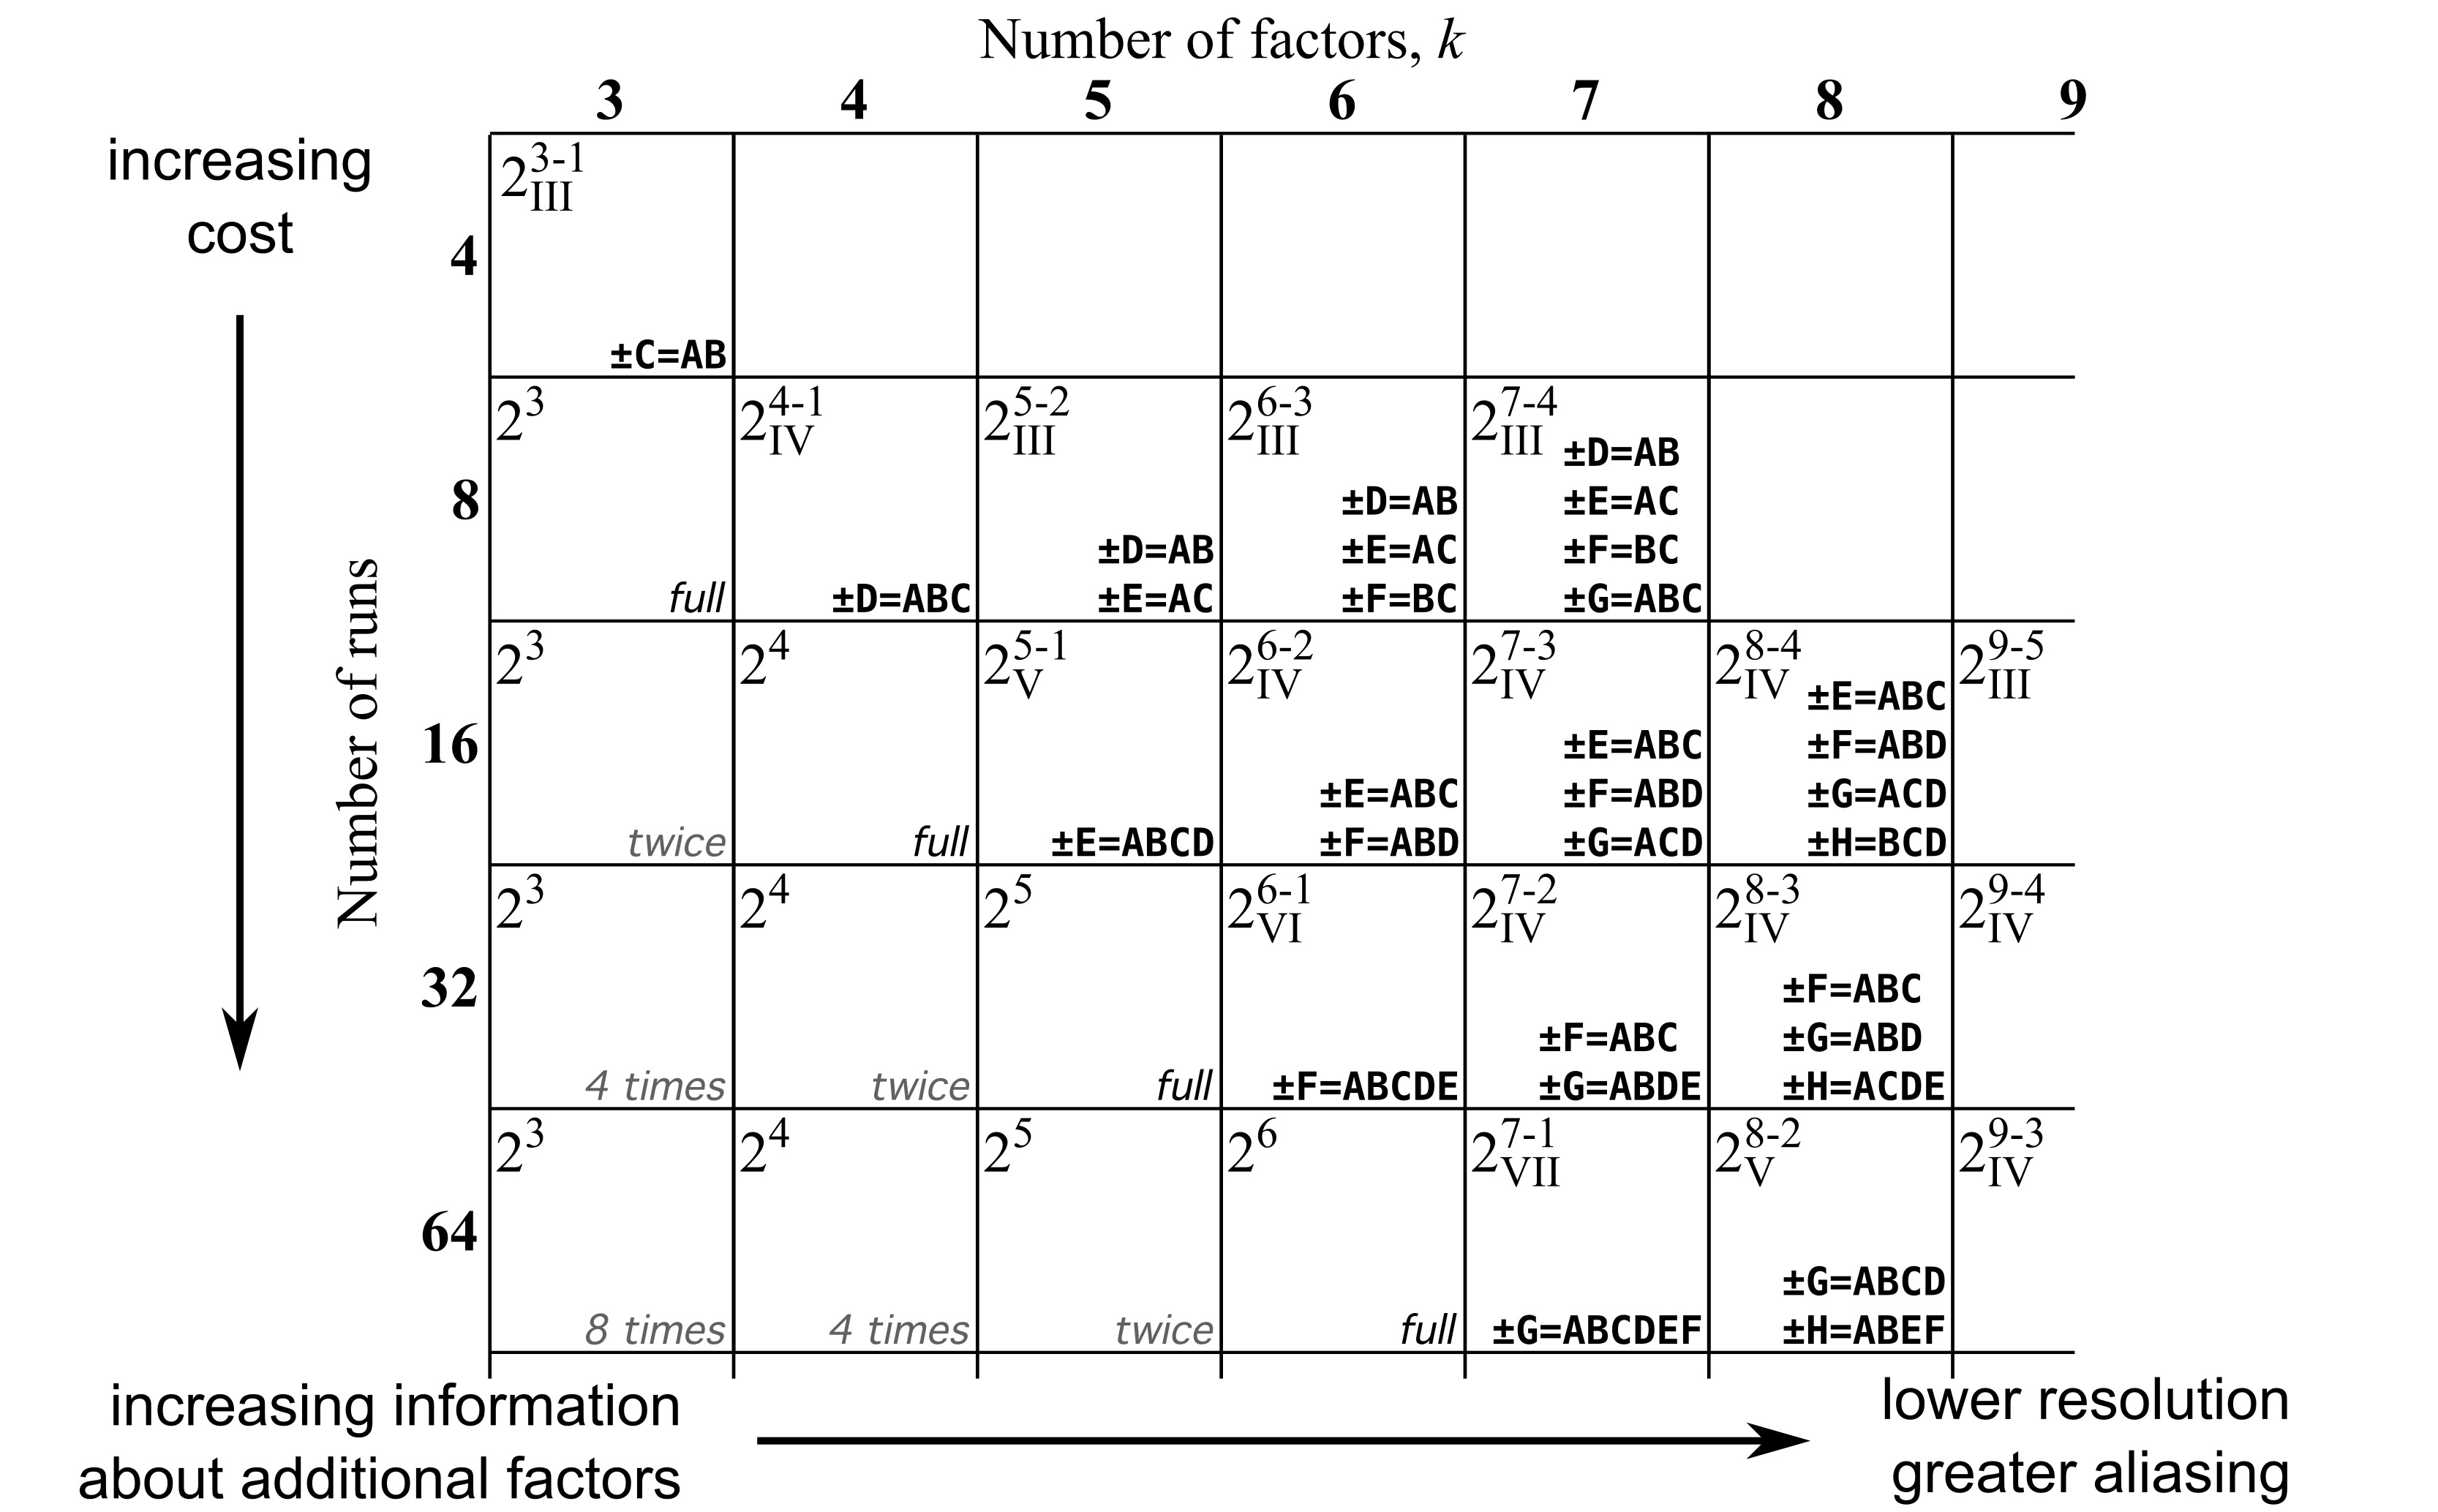 Number of factors, k
3 4 5 6 7 8 9
increasing
cost
Number of runs
4
2 3-1 III
±C=AB
8
2 3
full
2 4-1 IV
±D=ABC
2 5-2 III
±D=AB
±E=AC
2 6-3 III
±D=AB
±E=AC
±F=BC
2 7-4 III
±D=AB
±E=AC
±F=BC
±G=ABC
16
2 3
twice
2 4
full
2 5-1 V
±E=ABCD
2 6-2 IV
±E=ABC
±F=ABD
2 7-3 IV
±E=ABC
±F=ABD
±G=ACD
2 8-4 IV
±E=ABC
±F=ABD
±G=ACD
±H=BCD
2 9-5 III
32
2 3
4 times
2 4
twice
2 5
full
2 6-1 VI
±F=ABCDE
2 7-2 IV
±F=ABC
±G=ABDE
2 8-3 IV
±F=ABC
±G=ABD
±H=ACDE
2 9-4 IV
64
2 3
8 times
2 4
4 times
2 5
twice
2 6
full
2 7-1 VII
±G=ABCDEF
2 8-2 V
±G=ABCD
±H=ABEF
2 9-3 IV
increasing information
about additional factors
lower resolution
greater aliasing